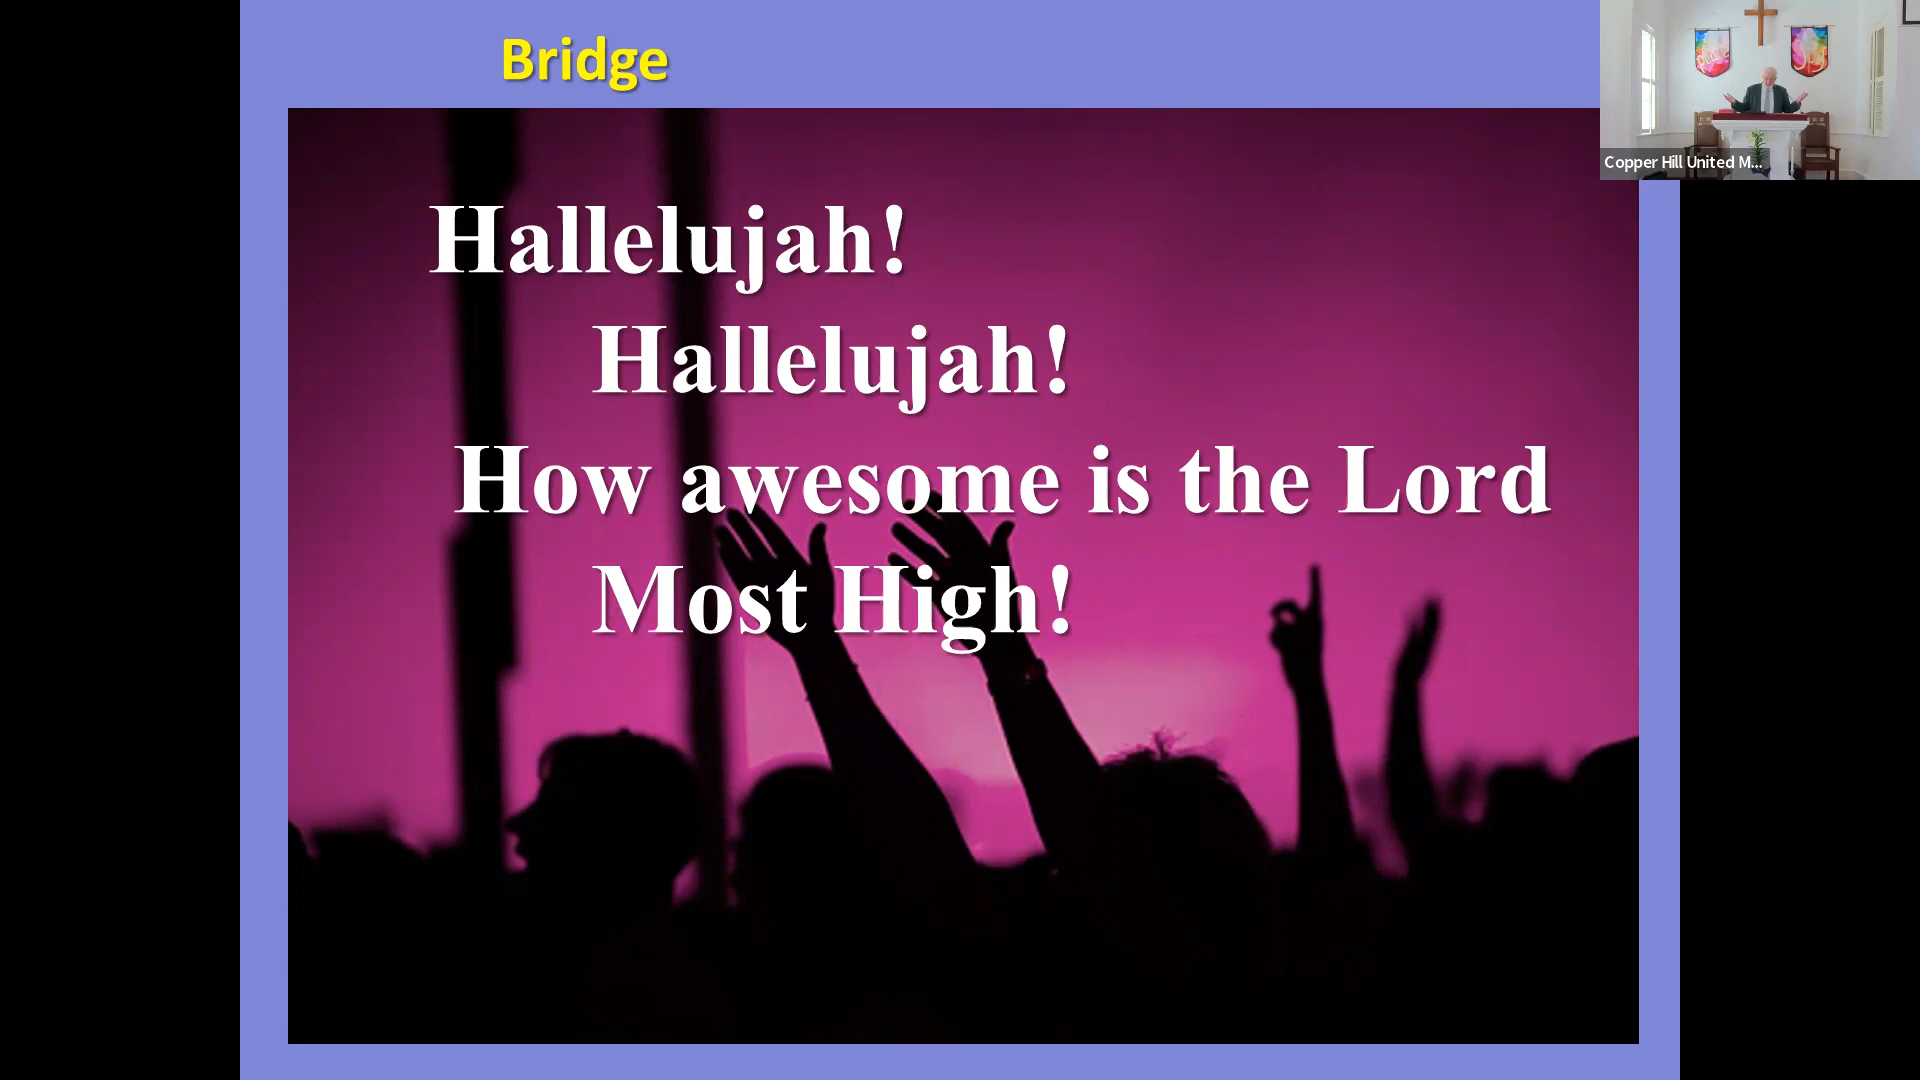 Bridge
Hallelujah!
Hallelujah!
How awesome is the Lord
Most High!
Copper Hill United M...